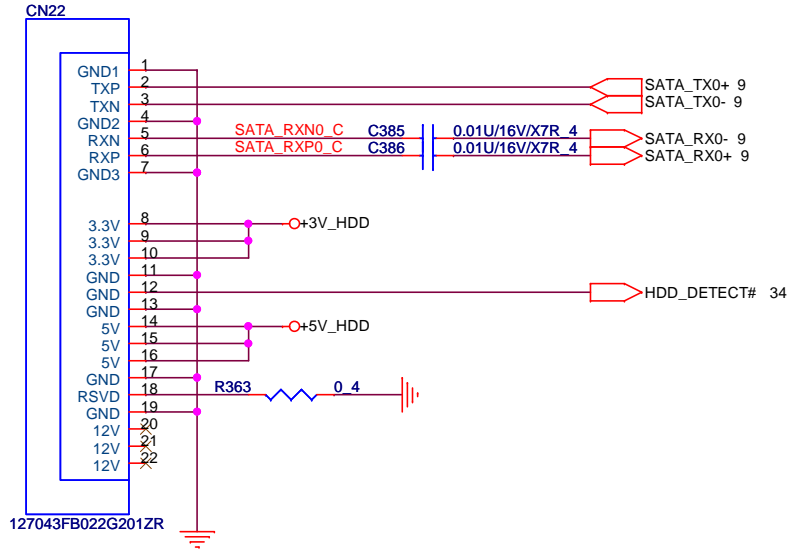 CN22
GND1 1
TXP 2 SATA_TX0+ 9
TXN 3 SATA_TX0- 9
GND2 4
RXN 5 SATA_RXN0_C C385 0.01U/16V/X7R_4 SATA_RX0- 9
RXP 6 SATA_RXP0_C C386 0.01U/16V/X7R_4 SATA_RX0+ 9
GND3 7
3.3V 8 +3V_HDD
3.3V 9
3.3V 10
GND 11
GND 12 HDD_DETECT# 34
GND 13
5V 14 +5V_HDD
5V 15
5V 16
GND 17
RSVD 18 R363 0_4
GND 19
12V 20
12V 21
12V 22
127043FB022G201ZR